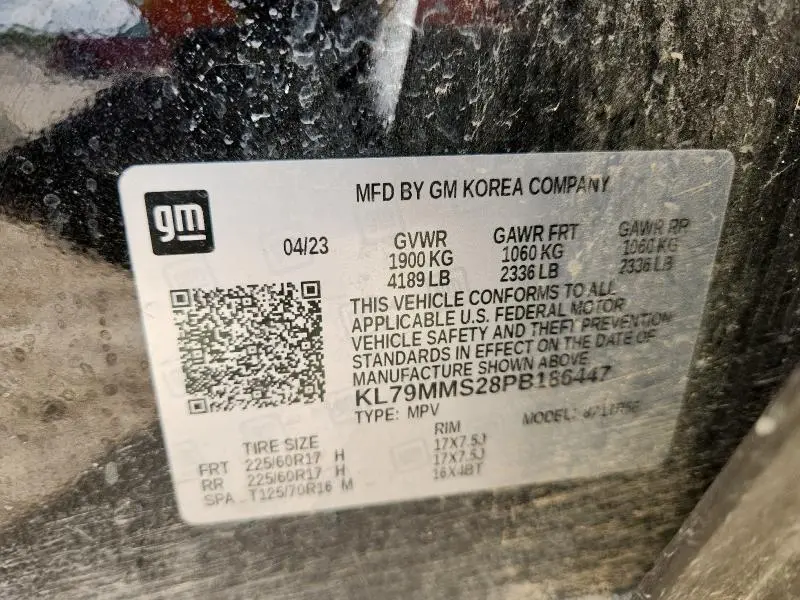 gm
MFD BY GM KOREA COMPANY
04/23
GVWR GAWR FRT GAWR RR
1900 KG 1060 KG 1060 KG
4189 LB 2336 LB 2336 LB
THIS VEHICLE CONFORMS TO ALL
APPLICABLE U.S. FEDERAL MOTOR
VEHICLE SAFETY AND THEFT PREVENTION
STANDARDS IN EFFECT ON THE DATE OF
MANUFACTURE SHOWN ABOVE.
KL79MMS28PB186447
TYPE: MPV MODEL:
TIRE SIZE RIM
FRT 225/60R17 H 17X7.5J
RR 225/60R17 H 17X7.5J
SPA T125/70R16 M 16X4BT